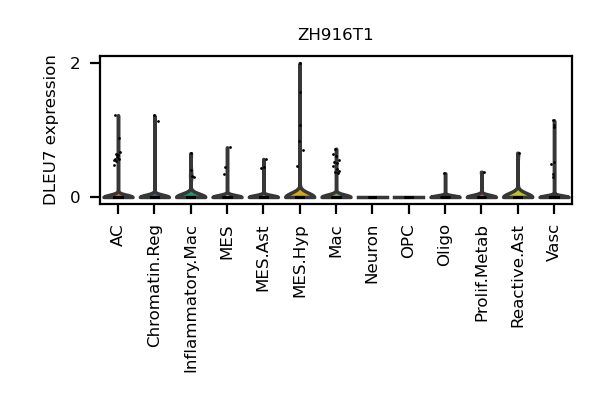 ZH916T1
DLEU7 expression
2
0
AC
Chromatin.Reg
Inflammatory.Mac
MES
MES.Ast
MES.Hyp
Mac
Neuron
OPC
Oligo
Prolif.Metab
Reactive.Ast
Vasc